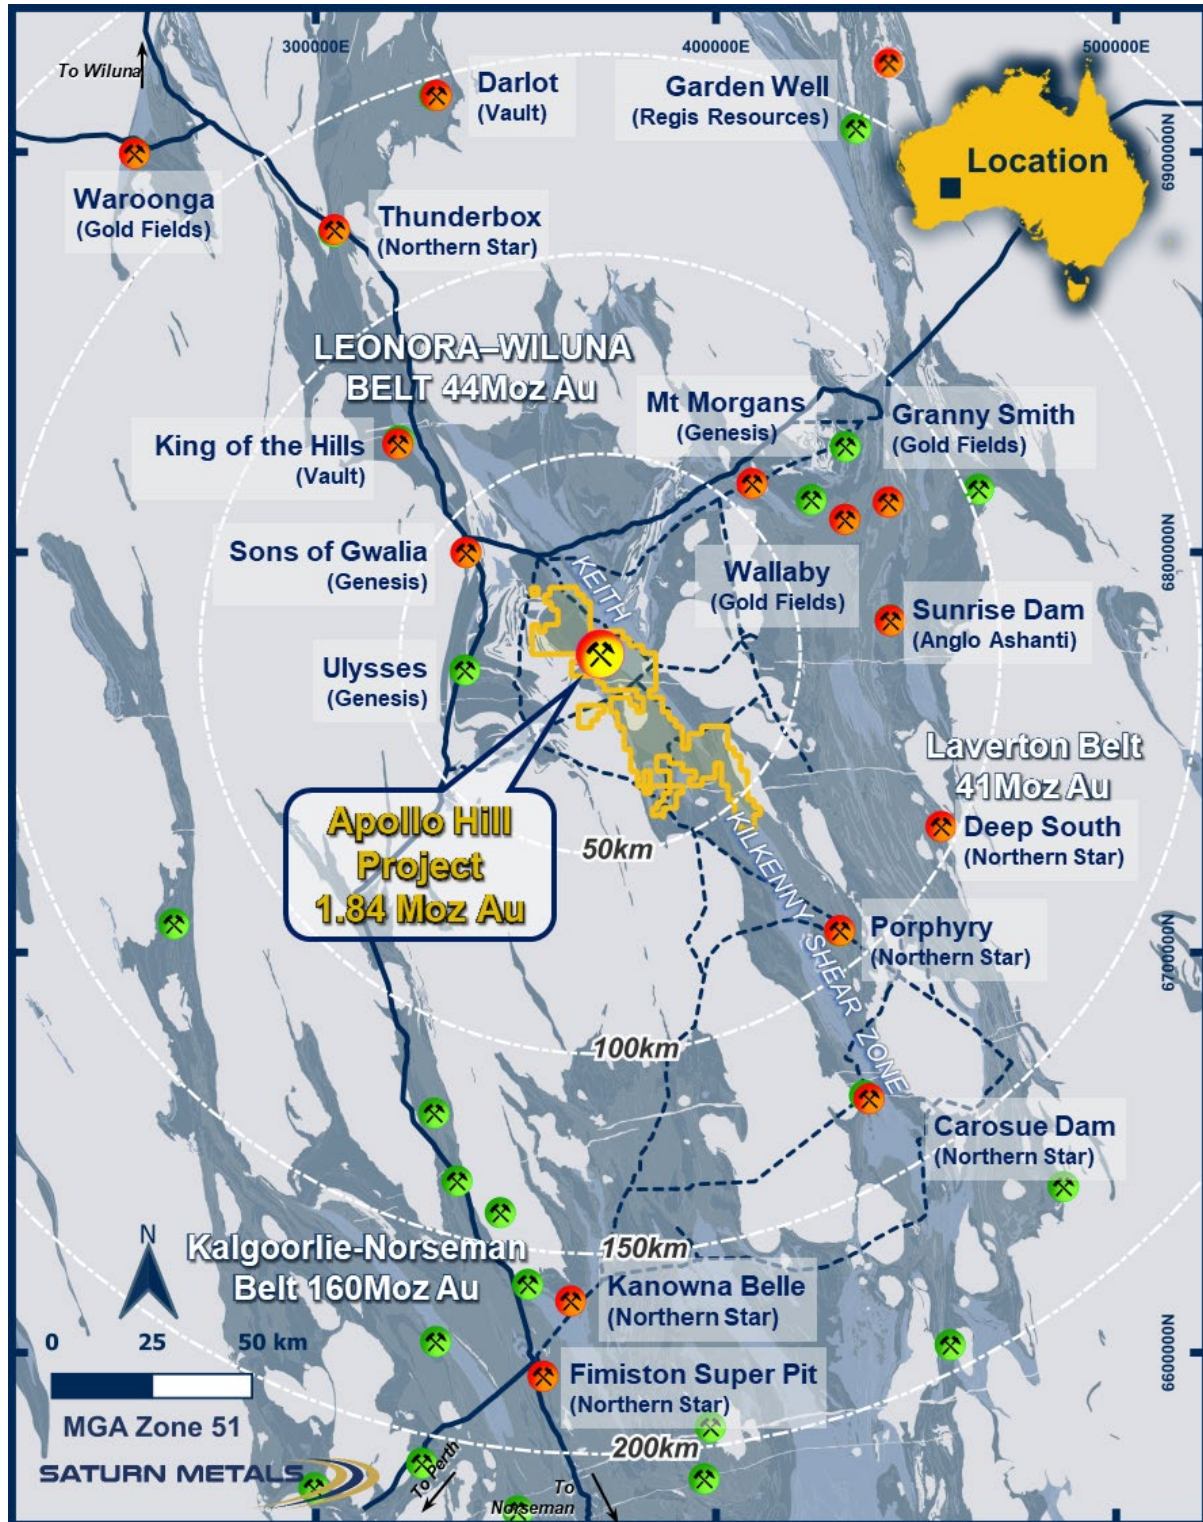 300000E
400000E
500000E
To Wiluna
Darlot
(Vault)
Garden Well
(Regis Resources)
6900000N
Location
Waroonga
(Gold Fields)
Thunderbox
(Northern Star)
LEONORA–WILUNA
BELT 44Moz Au
Mt Morgans
(Genesis)
Granny Smith
(Gold Fields)
King of the Hills
(Vault)
Sons of Gwalia
(Genesis)
6800000N
KEITH
Wallaby
(Gold Fields)
Sunrise Dam
(Anglo Ashanti)
Ulysses
(Genesis)
Laverton Belt
41Moz Au
Apollo Hill
Project
1.84 Moz Au
50km
Deep South
(Northern Star)
KILKENNY SHEAR ZONE
Porphyry
(Northern Star)
6700000N
100km
Carosue Dam
(Northern Star)
Kalgoorlie-Norseman
Belt 160Moz Au
150km
N
Kanowna Belle
(Northern Star)
0 25 50 km
6600000N
Fimiston Super Pit
(Northern Star)
MGA Zone 51
200km
SATURN METALS
To Perth
To
Norseman